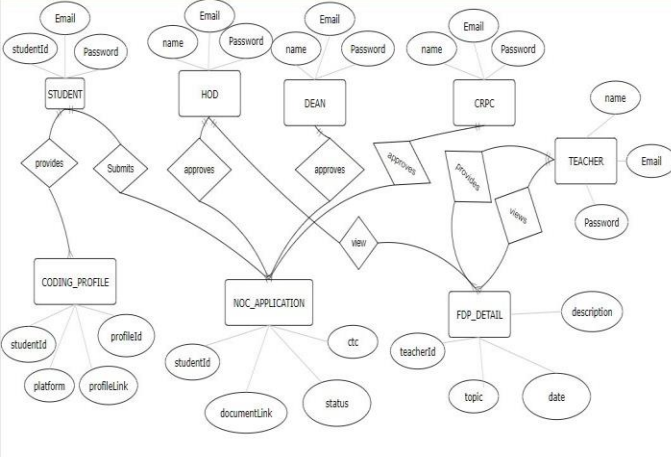 Email
Email
Email
Email
studentId
Password
name
Password
name
Password
name
Password
STUDENT
HOD
DEAN
CRPC
name
provides
Submits
approves
approves
approves
provides
views
TEACHER
Email
Password
view
CODING_PROFILE
NOC_APPLICATION
FDP_DETAIL
description
studentId
profileId
platform
profileLink
studentId
ctc
documentLink
status
teacherId
topic
date